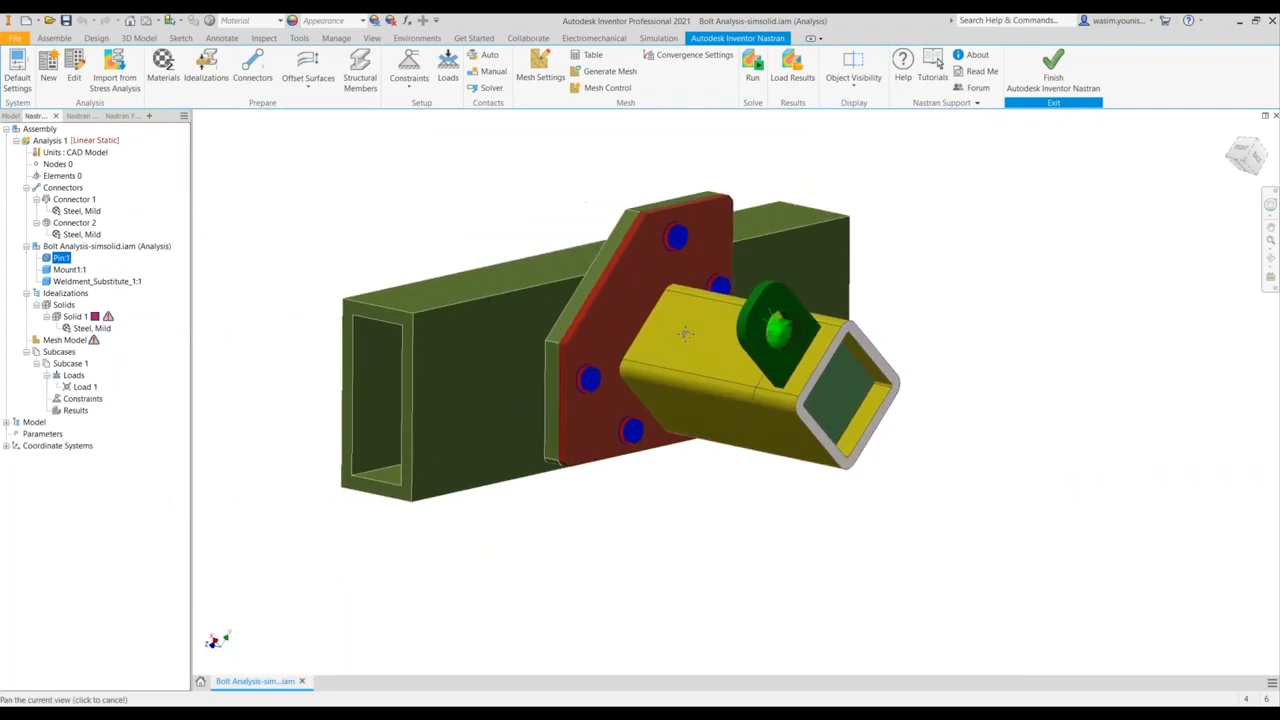 Material
Appearance
Autodesk Inventor Professional 2021 Bolt Analysis-simsolid.iam (Analysis)
Search Help & Commands...
wasim.younis...
File Assemble Design 3D Model Sketch Annotate Inspect Tools Manage View Environments Get Started Collaborate Electromechanical Simulation Autodesk Inventor Nastran
Default Settings
New
Edit
Import from Stress Analysis
Materials
Idealizations
Connectors
Offset Surfaces
Structural Members
Constraints
Loads
Auto
Manual
Solver
Mesh Settings
Table
Generate Mesh
Mesh Control
Convergence Settings
Run
Load Results
Object Visibility
Help
Tutorials
About
Read Me
Forum
Finish Autodesk Inventor Nastran
System Analysis Prepare Setup Contacts Mesh Solve Results Display Nastran Support Exit
Model Nastr... Nastran ... Nastran F...
Assembly
Analysis 1 [Linear Static]
Units : CAD Model
Nodes 0
Elements 0
Connectors
Connector 1
Steel, Mild
Connector 2
Steel, Mild
Bolt Analysis-simsolid.iam (Analysis)
Pin:1
Mount1:1
Weldment_Substitute_1:1
Idealizations
Solids
Solid 1
Steel, Mild
Mesh Model
Subcases
Subcase 1
Loads
Load 1
Constraints
Results
Model
Parameters
Coordinate Systems
Bolt Analysis-sim...iam
Pan the current view (click to cancel)
4 6